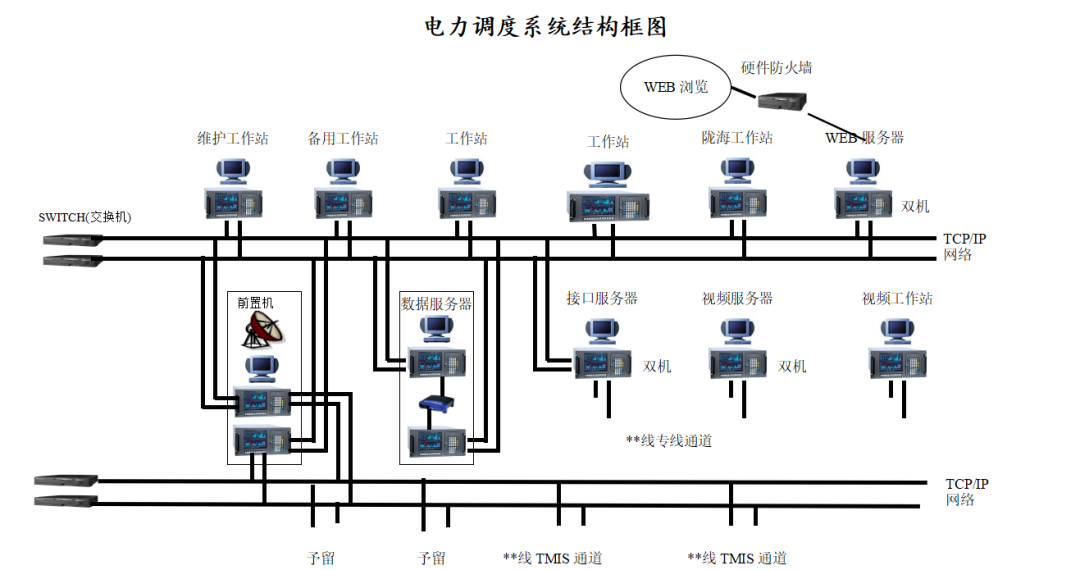 电力调度系统结构框图
硬件防火墙
WEB 浏览
维护工作站
备用工作站
工作站
工作站
陇海工作站
WEB 服务器
双机
SWITCH(交换机)
TCP/IP
网络
前置机
数据服务器
接口服务器
视频服务器
视频工作站
双机
双机
**线专线通道
TCP/IP
网络
予留
予留
**线 TMIS 通道
**线 TMIS 通道